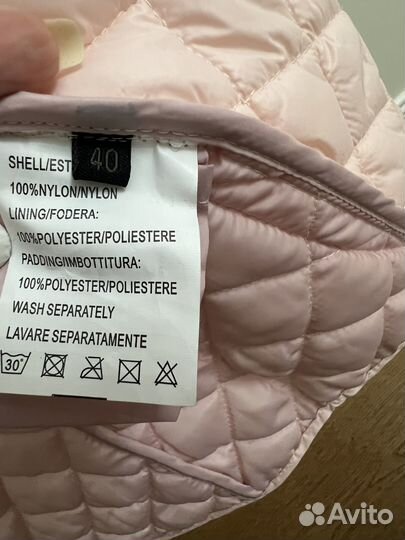 40
SHELL/EST
100%NYLON/NYLON
LINING/FODERA:
100%POLYESTER/POLIESTERE
PADDING/IMBOTTITURA:
100%POLYESTER/POLIESTERE
WASH SEPARATELY
LAVARE SEPARATAMENTE
30°
Avito